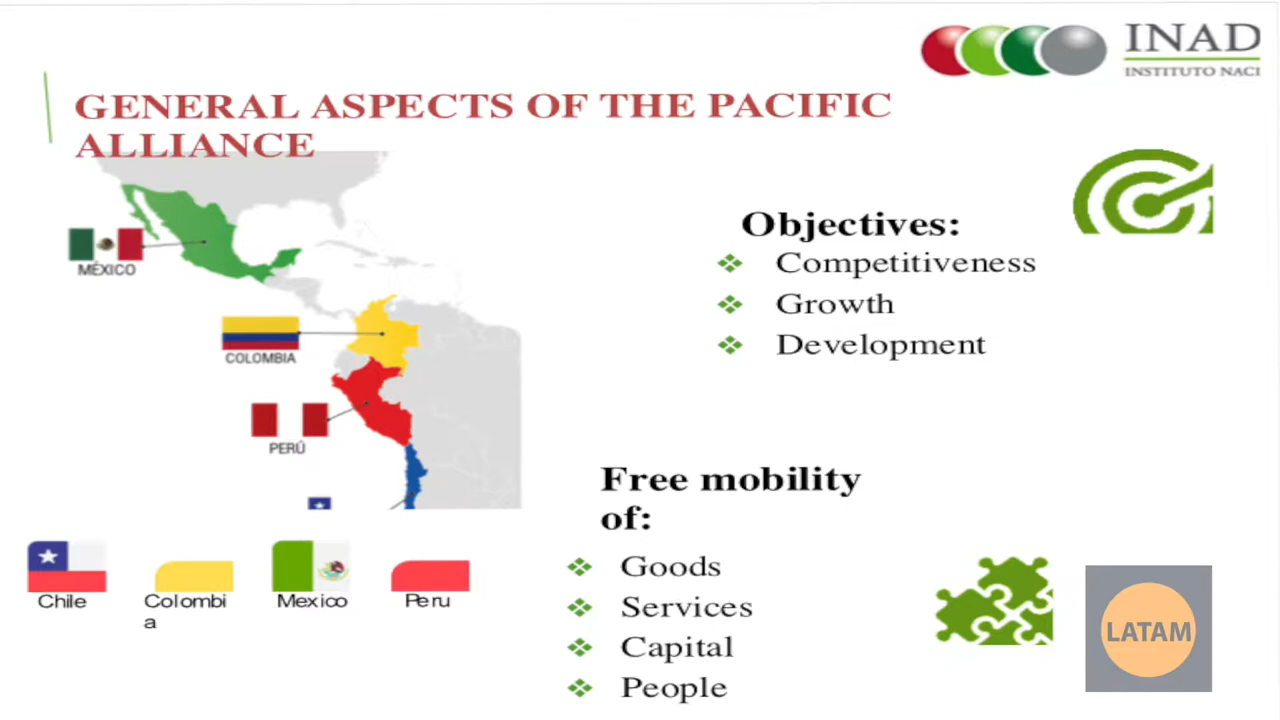 INAD
INSTITUTO NACI
GENERAL ASPECTS OF THE PACIFIC
ALLIANCE
MÉXICO
COLOMBIA
PERÚ
Objectives:
Competitiveness
Growth
Development
Free mobility
of:
Goods
Services
Capital
People
Chile
Colombi
a
Mexico
Peru
LATAM